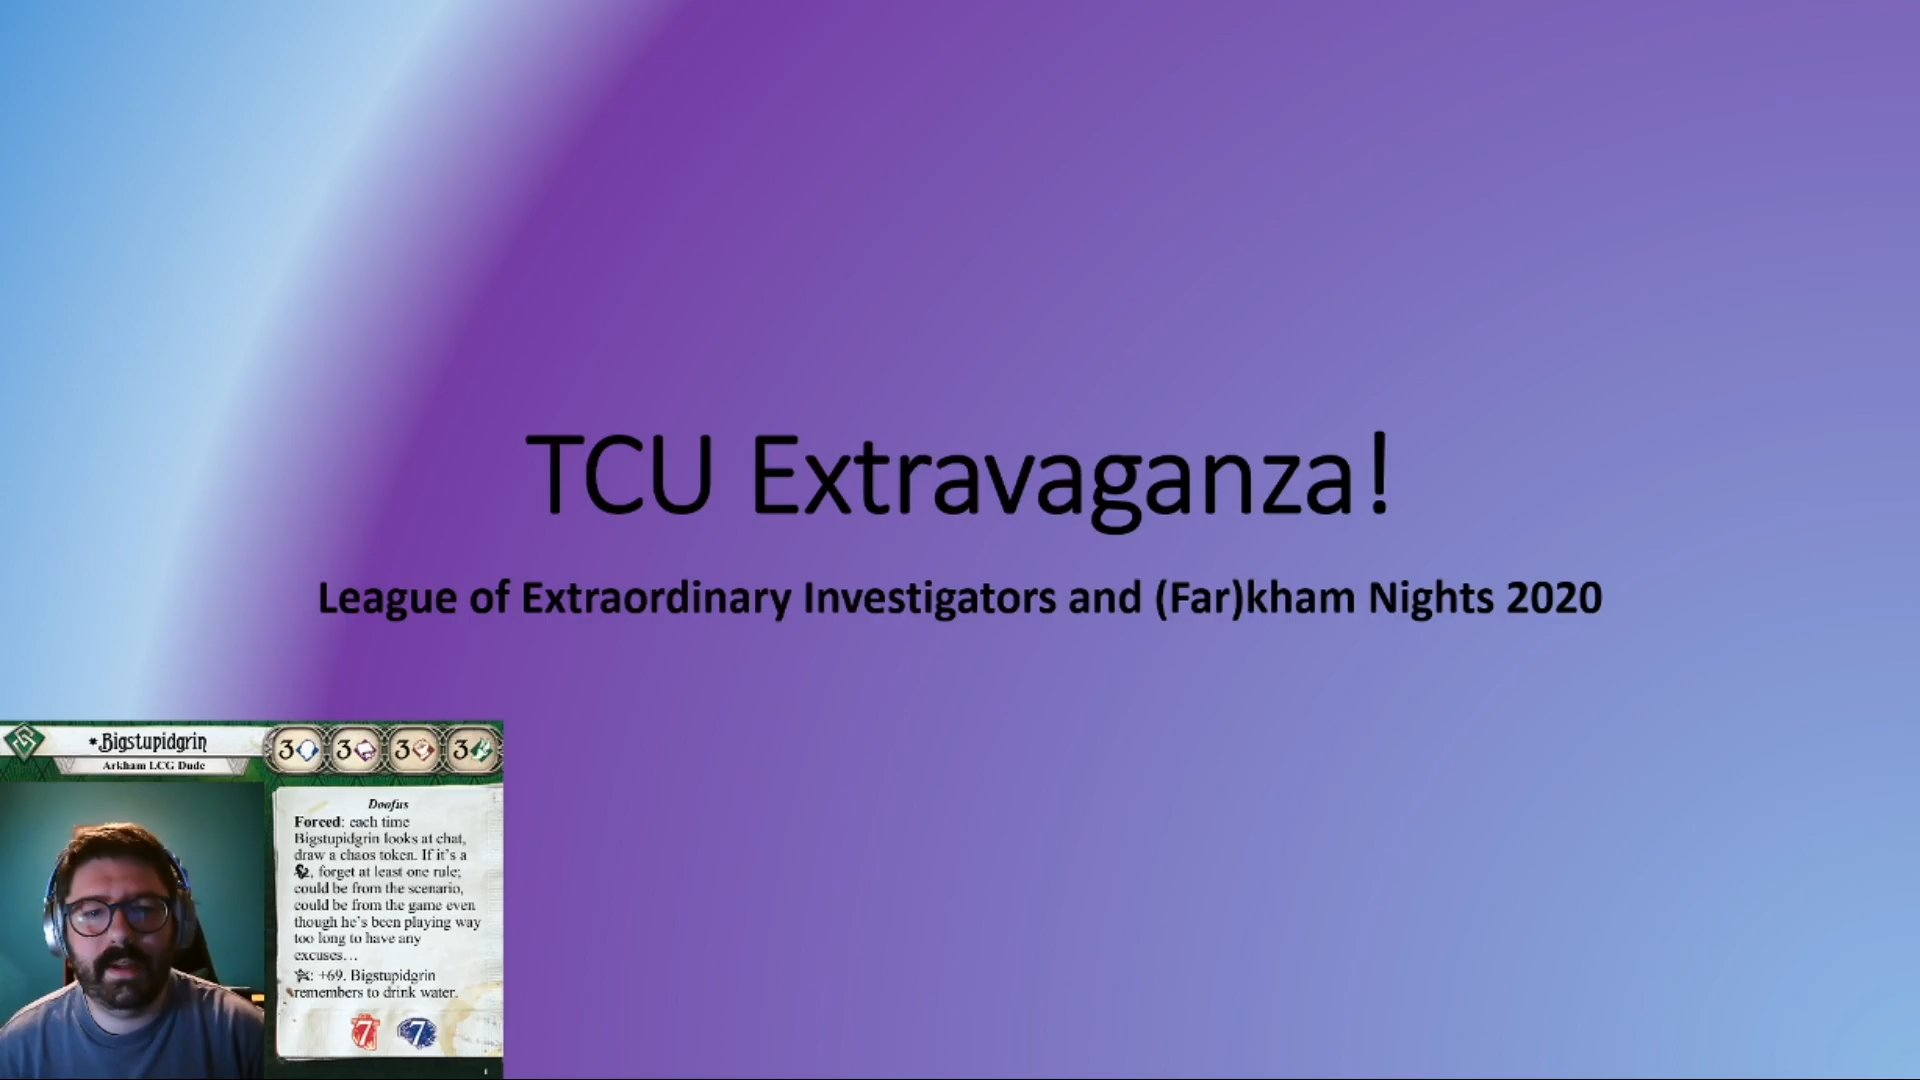 TCU Extravaganza!
League of Extraordinary Investigators and (Far)kham Nights 2020
*Bigstupidgrin
Arkham LCG Dude
3 3 3 3
Doofus
Forced: each time
Bigstupidgrin looks at chat,
draw a chaos token. If it's a
, forget at least one rule;
could be from the scenario,
could be from the game even
though he's been playing way
too long to have any
excuses…
: +69. Bigstupidgrin
remembers to drink water.
7 7